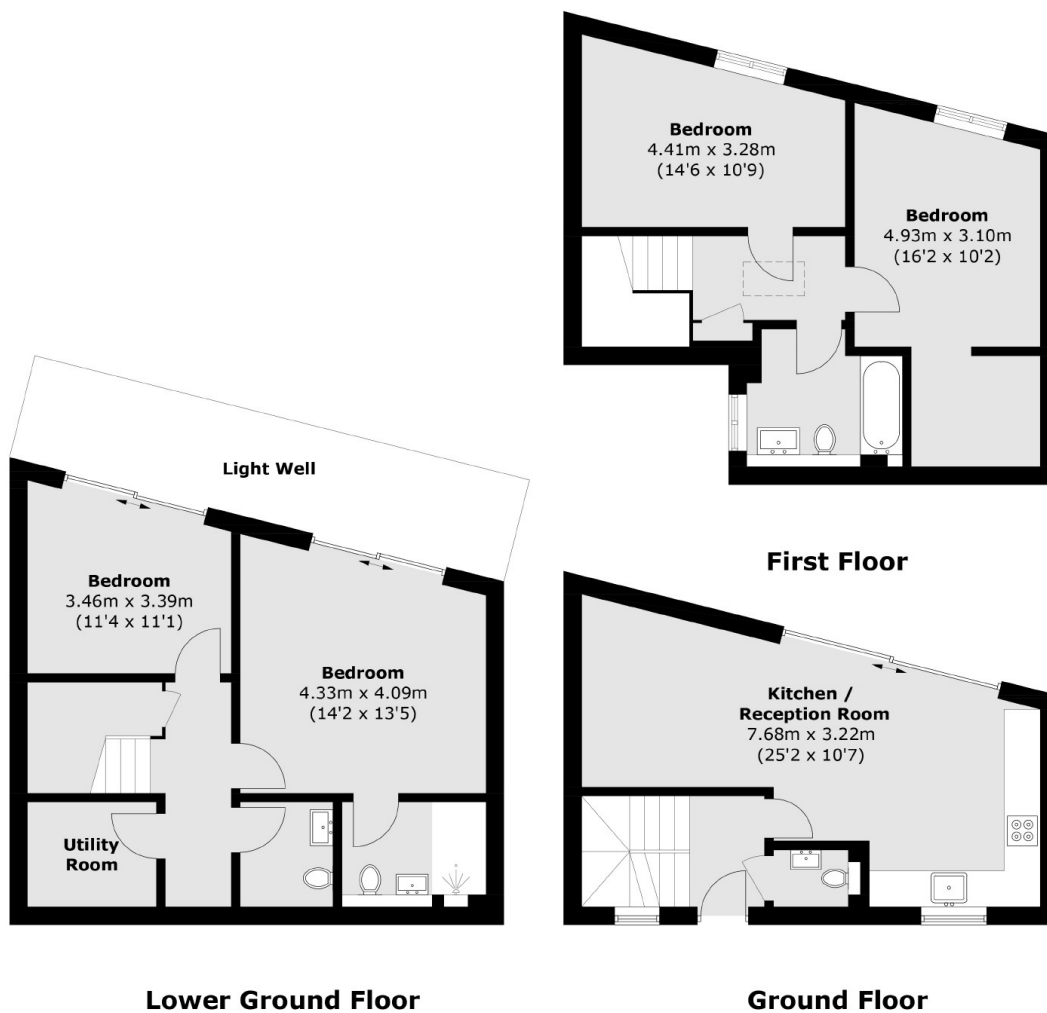 Bedroom
4.41m x 3.28m
(14'6 x 10'9)
Bedroom
4.93m x 3.10m
(16'2 x 10'2)
First Floor
Light Well
Bedroom
3.46m x 3.39m
(11'4 x 11'1)
Bedroom
4.33m x 4.09m
(14'2 x 13'5)
Utility
Room
Lower Ground Floor
Kitchen /
Reception Room
7.68m x 3.22m
(25'2 x 10'7)
Ground Floor